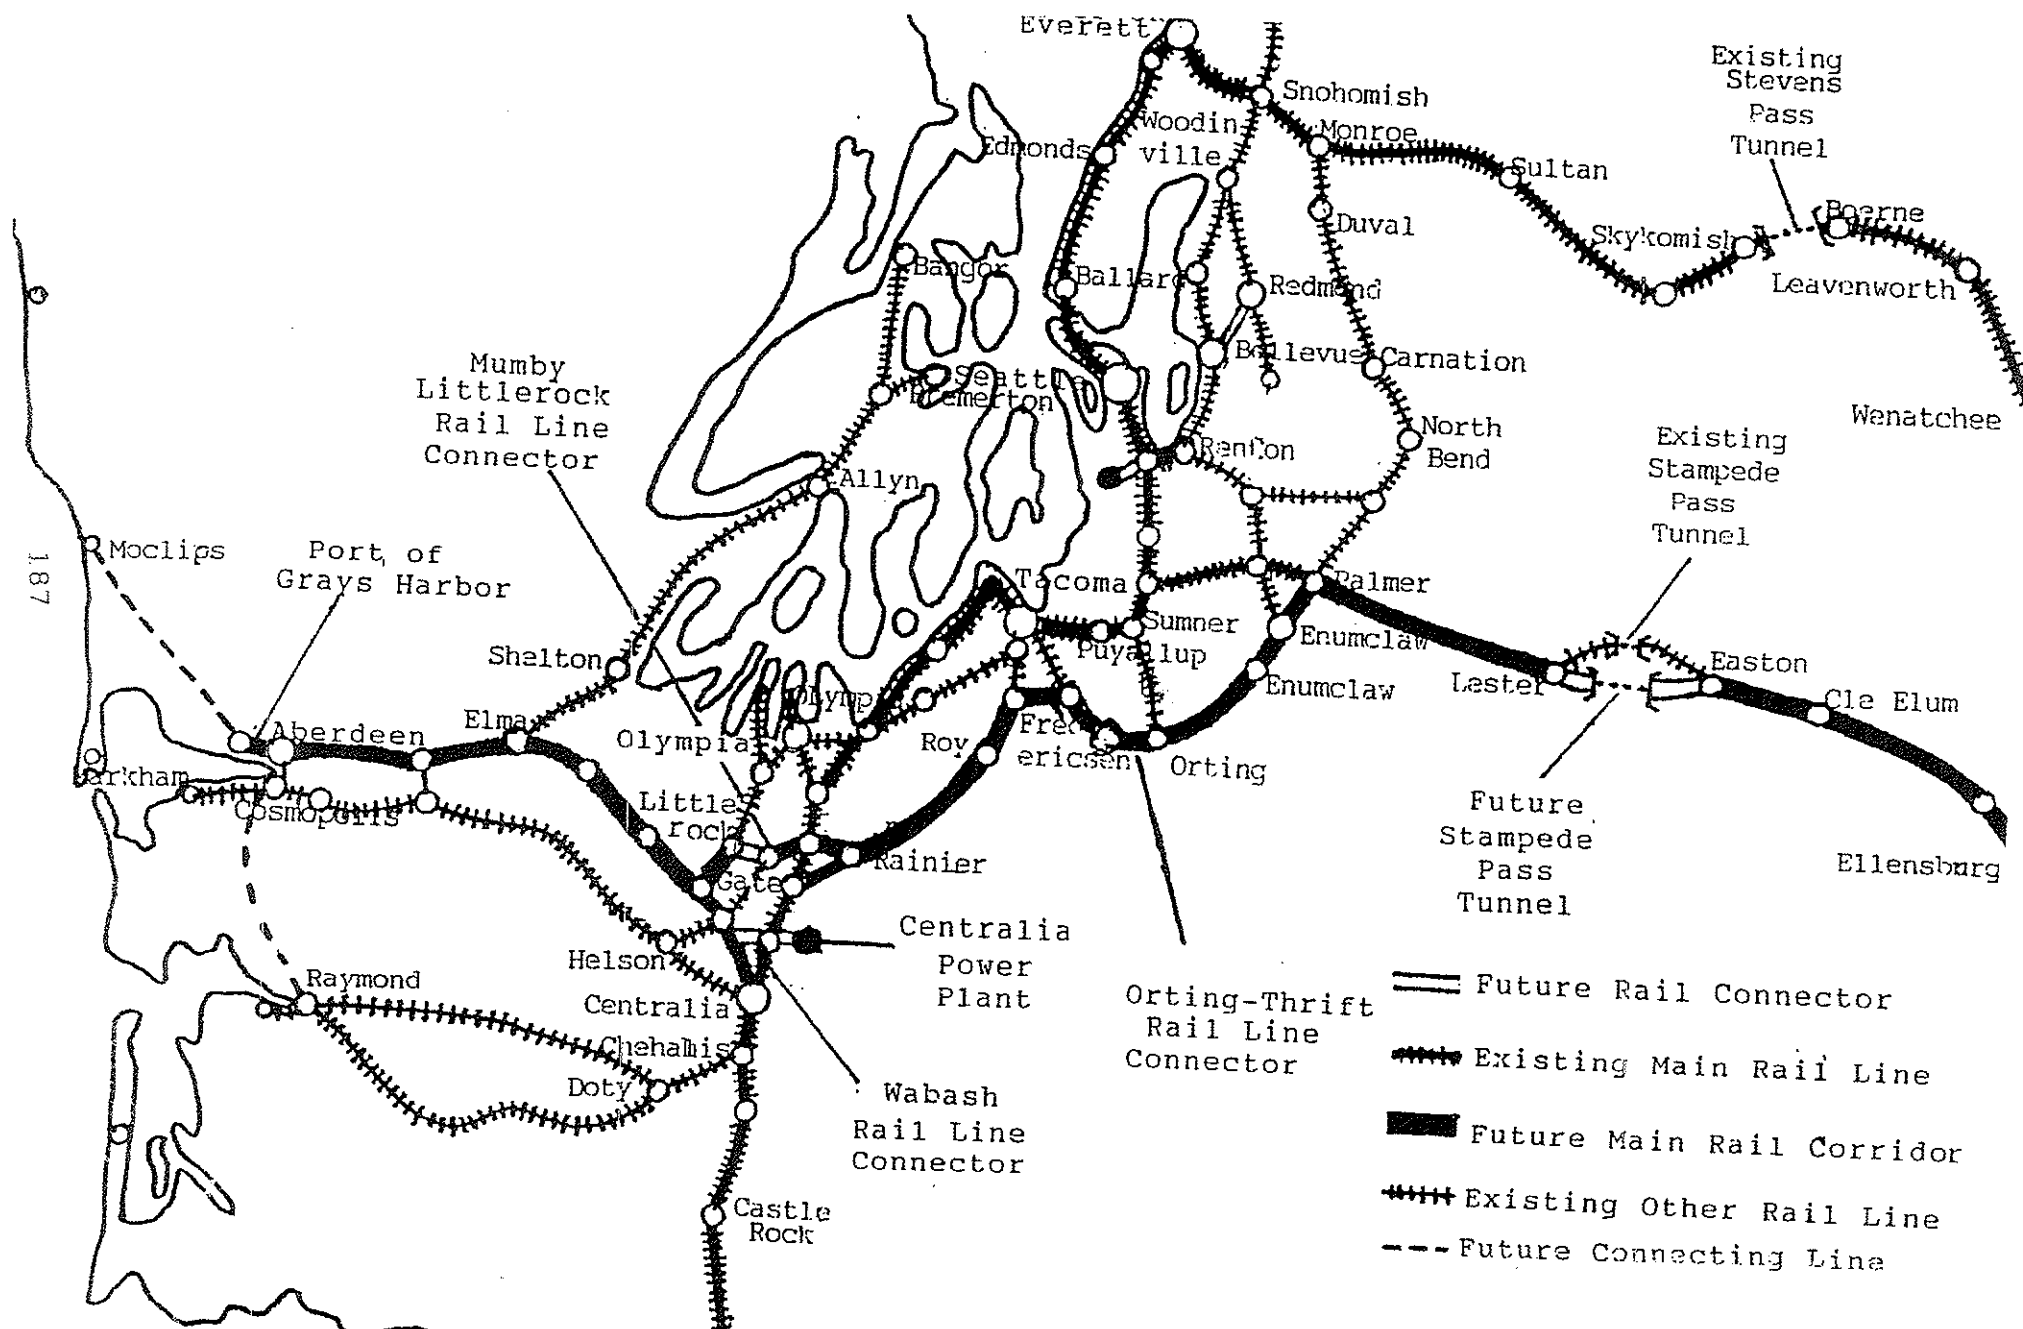 Everett
Snohomish
Existing
Stevens
Pass
Tunnel
Woodin-
ville
Monroe
Edmonds
Sultan
Duval
Boerne
Skykomish
Bangor
Ballard
Redmond
Leavenworth
Mumby
Littlerock
Rail Line
Connector
Seattle
Bremerton
Bellevue
Carnation
Wenatchee
North
Bend
Existing
Stampede
Pass
Tunnel
Renton
Allyn
Moclips
Port of
Grays Harbor
187
Tacoma
Palmer
Sumner
Puyallup
Enumclaw
Shelton
Easton
Lester
Enumclaw
Cle Elum
Elma
Aberdeen
Olympia
Roy
Fred-
ericsen
Orting
Markham
Cosmopolis
Little-
rock
Future
Stampede
Pass
Tunnel
Rainier
Ellensburg
Gate
Centralia
Power
Plant
Helson
Raymond
Centralia
Orting-Thrift
Rail Line
Connector
Chehalis
Doty
Wabash
Rail Line
Connector
Castle
Rock
Future Rail Connector
Existing Main Rail Line
Future Main Rail Corridor
Existing Other Rail Line
Future Connecting Line